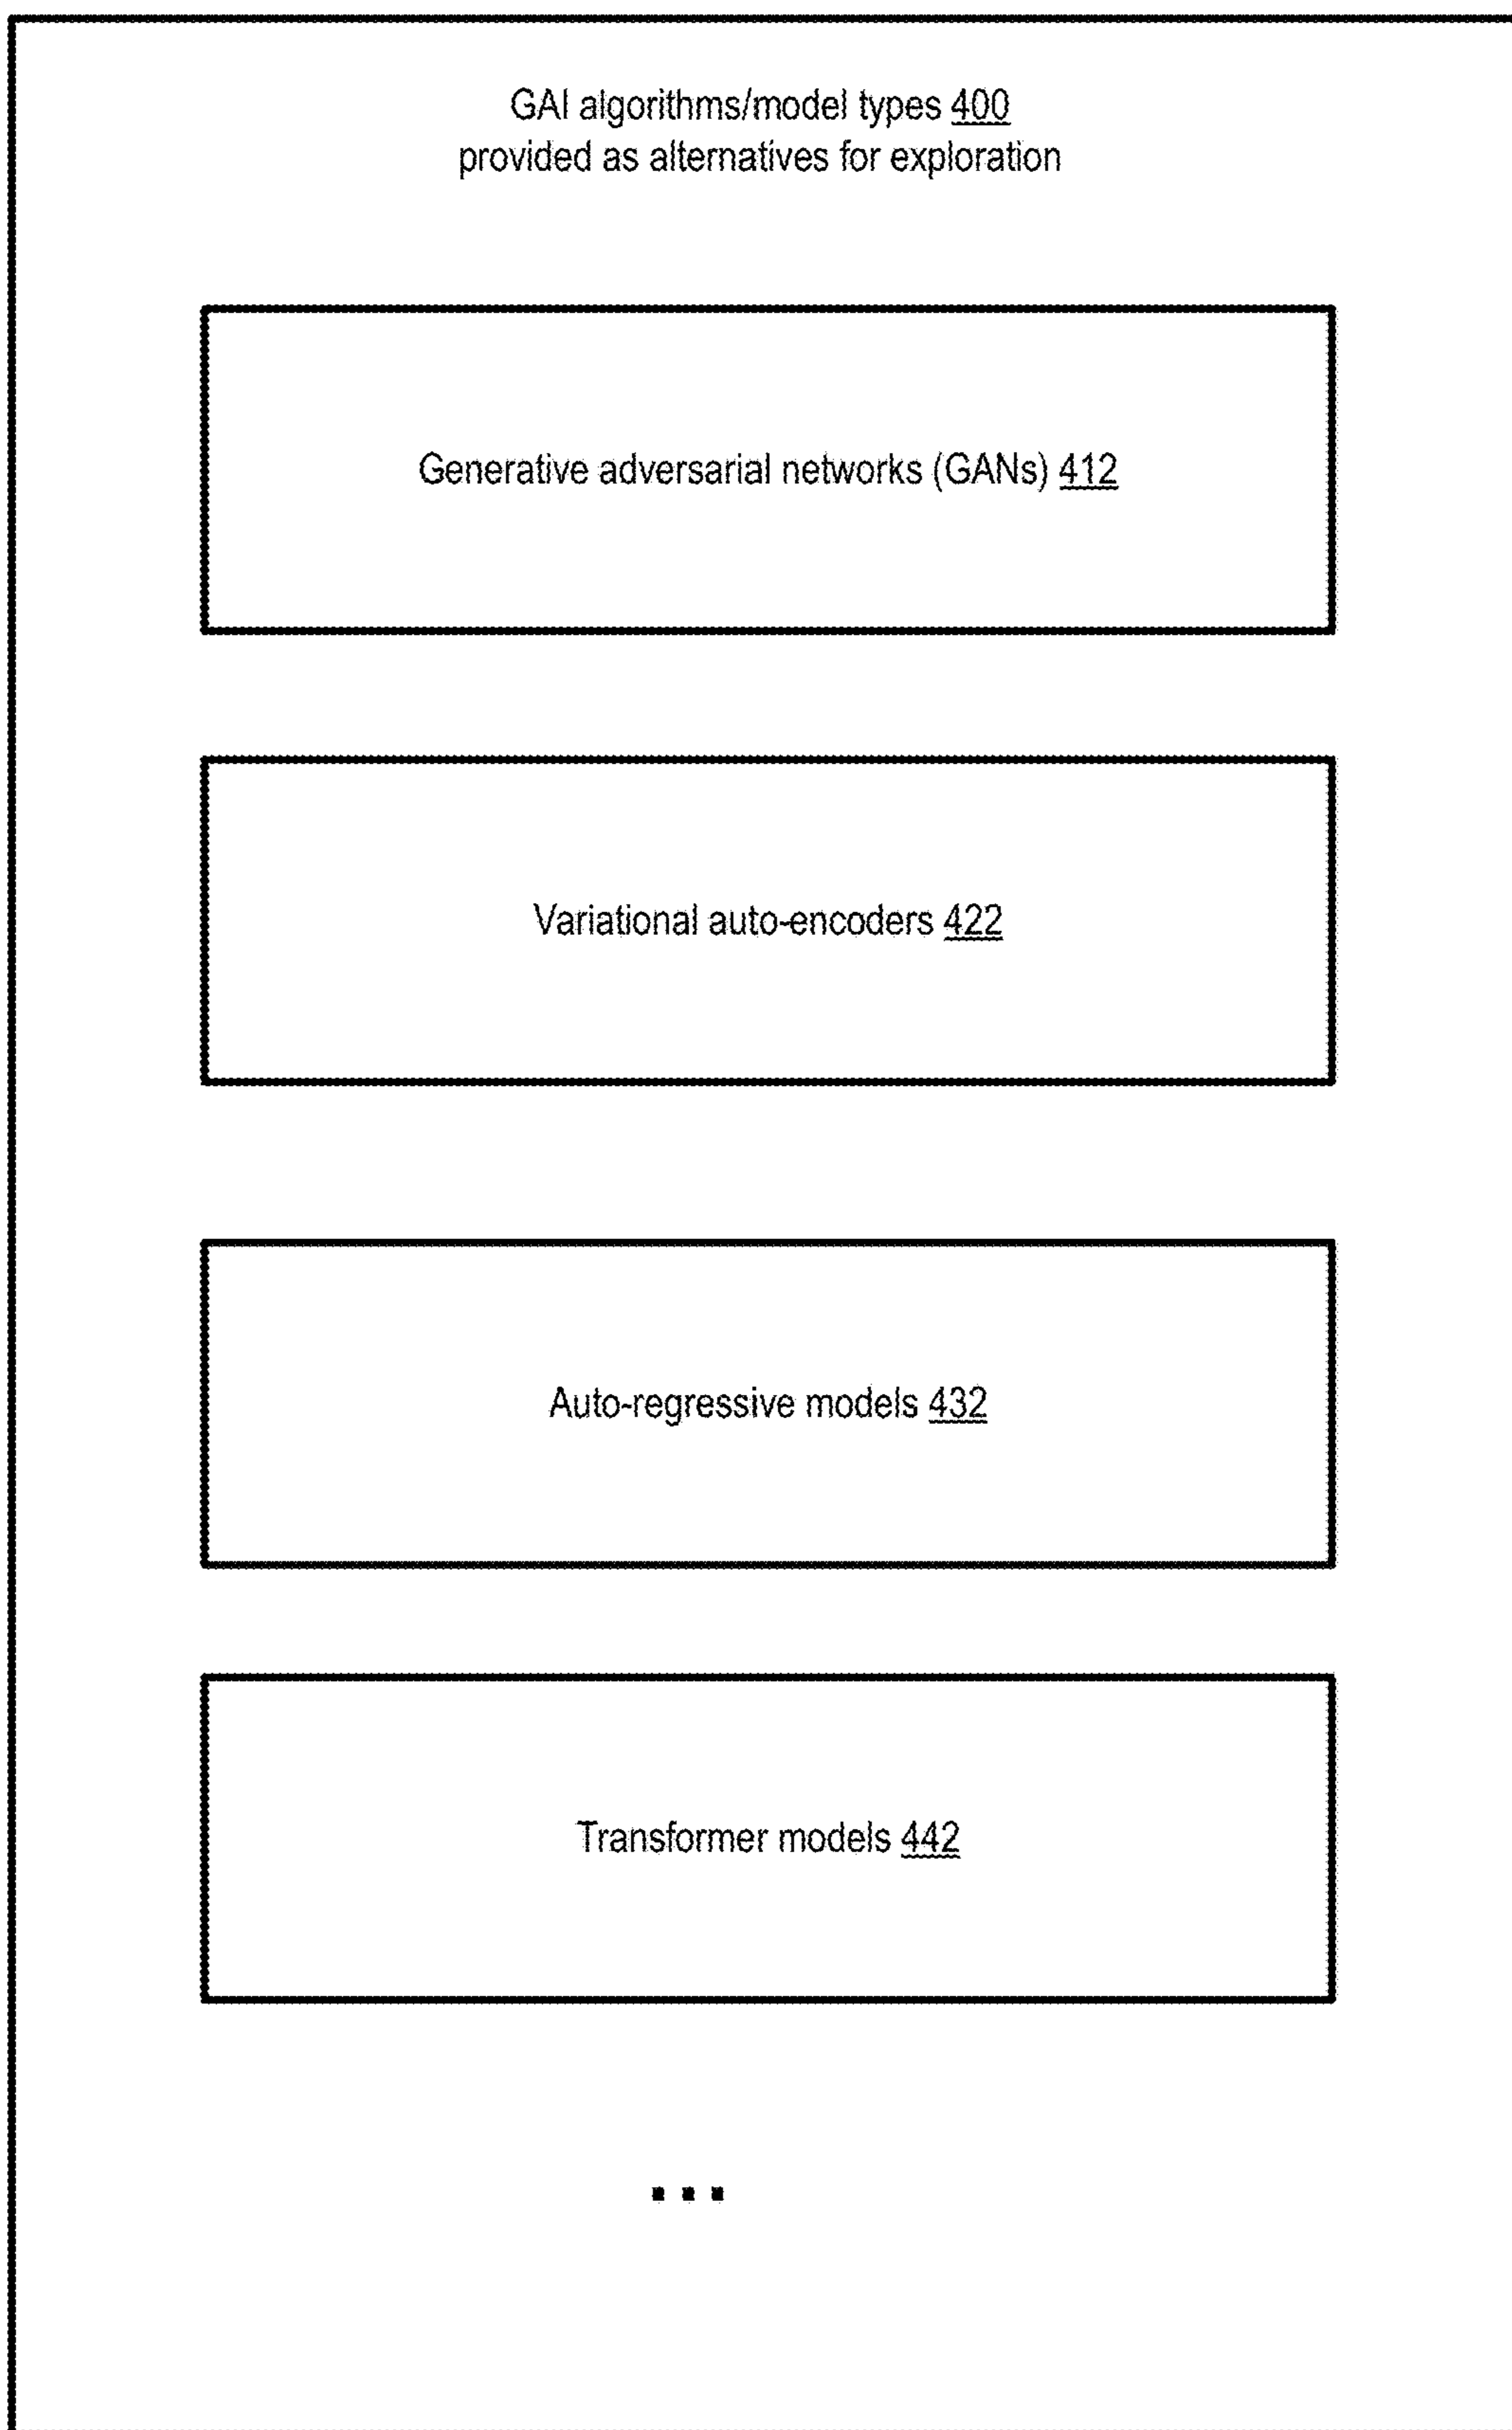 GAI algorithms/model types 400
provided as alternatives for exploration
Generative adversarial networks (GANs) 412
Variational auto-encoders 422
Auto-regressive models 432
Transformer models 442
...